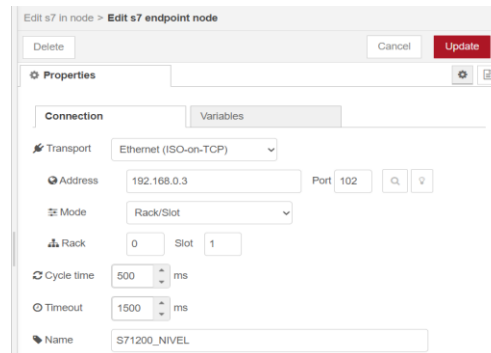 Edit s7 in node > Edit s7 endpoint node
Delete Cancel Update
Properties
Connection Variables
Transport Ethernet (ISO-on-TCP)
Address 192.168.0.3 Port 102
Mode Rack/Slot
Rack 0 Slot 1
Cycle time 500 ms
Timeout 1500 ms
Name S71200_NIVEL